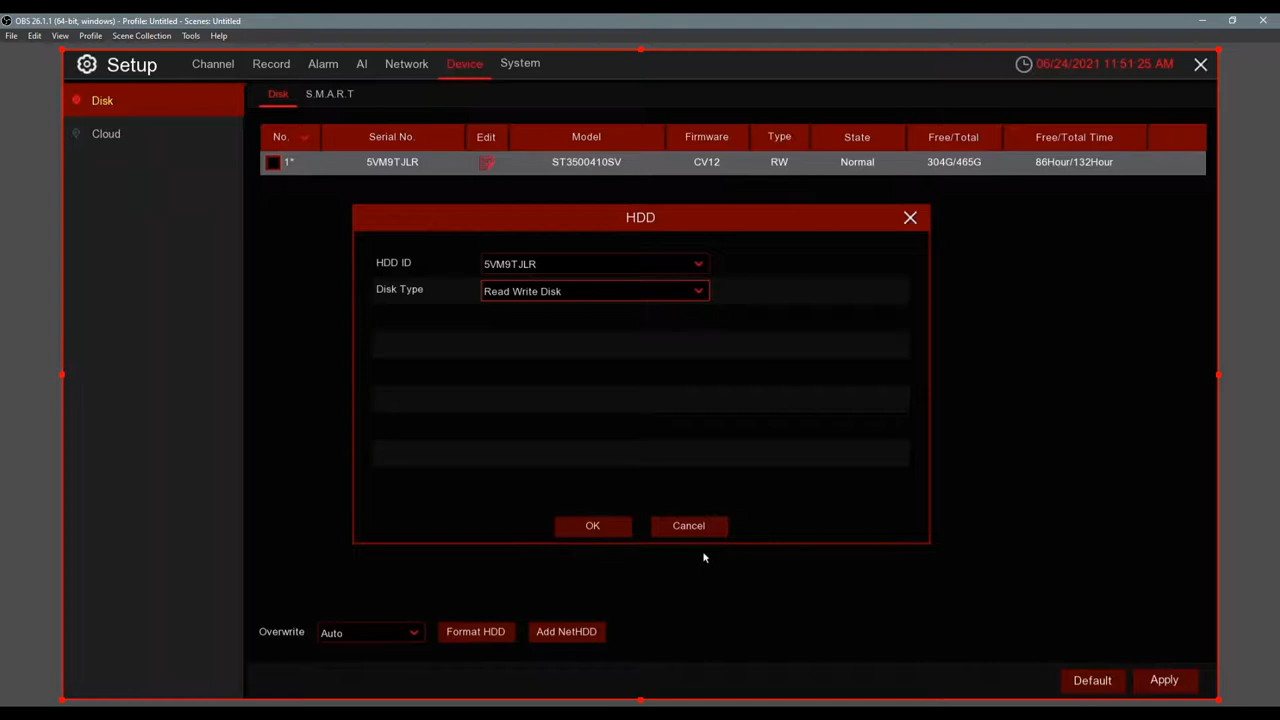 OBS 26.1.1 (64-bit, windows) - Profile: Untitled - Scenes: Untitled
File Edit View Profile Scene Collection Tools Help
Setup Channel Record Alarm AI Network Device System 06/24/2021 11:51:25 AM
Disk
Cloud
Disk S.M.A.R.T
No. Serial No. Edit Model Firmware Type State Free/Total Free/Total Time
1* 5VM9TJLR ST3500410SV CV12 RW Normal 304G/465G 86Hour/132Hour
HDD
HDD ID 5VM9TJLR
Disk Type Read Write Disk
OK Cancel
Overwrite Auto Format HDD Add NetHDD
Default Apply